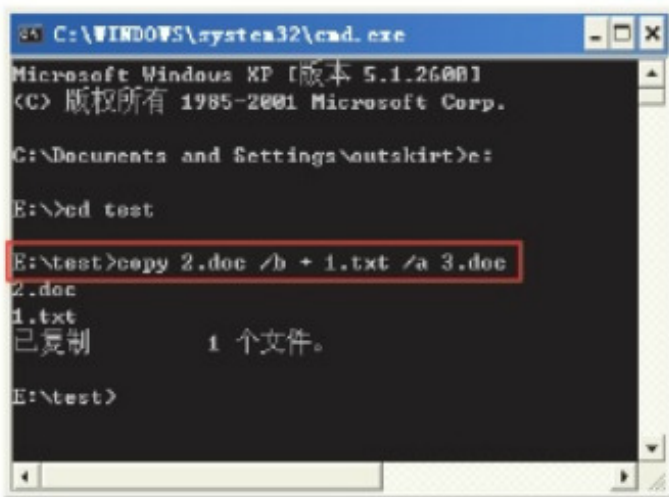 C:\WINDOWS\system32\cmd.exe
Microsoft Windows XP [版本 5.1.2600]
(C) 版权所有 1985-2001 Microsoft Corp.
C:\Documents and Settings\outskirt>e:
E:\>cd test
E:\test>copy 2.doc /b + 1.txt /a 3.doc
2.doc
1.txt
已复制         1 个文件。
E:\test>